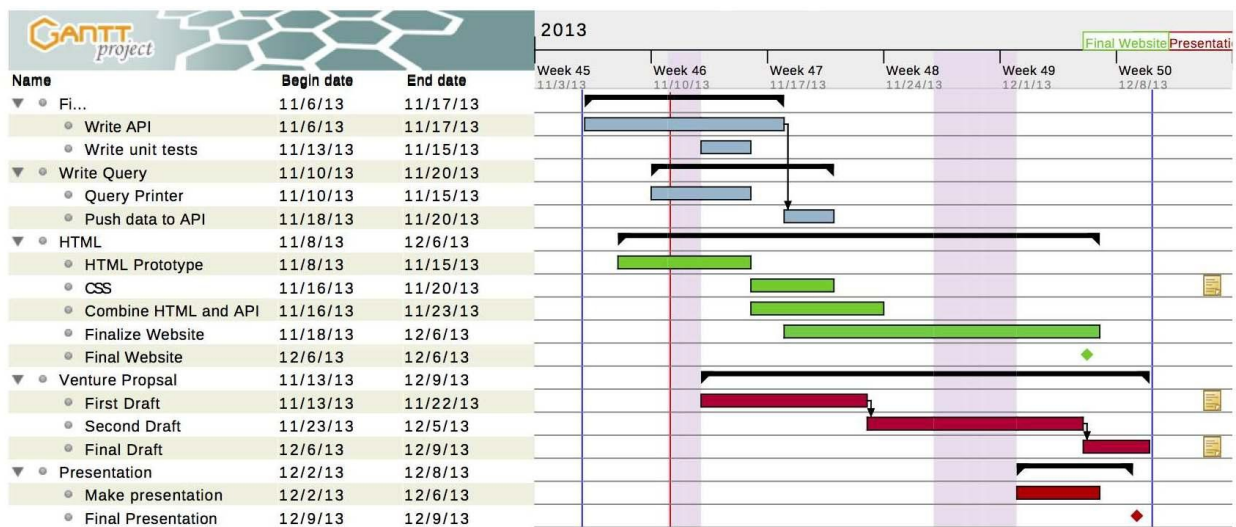 GANTT
project
2013
Final Website Presentati
Week 45 Week 46 Week 47 Week 48 Week 49 Week 50
11/3/13 11/10/13 11/17/13 11/24/13 12/1/13 12/8/13
Name Begin date End date
Fi... 11/6/13 11/17/13
Write API 11/6/13 11/17/13
Write unit tests 11/13/13 11/15/13
Write Query 11/10/13 11/20/13
Query Printer 11/10/13 11/15/13
Push data to API 11/18/13 11/20/13
HTML 11/8/13 12/6/13
HTML Prototype 11/8/13 11/15/13
CSS 11/16/13 11/20/13
Combine HTML and API 11/16/13 11/23/13
Finalize Website 11/18/13 12/6/13
Final Website 12/6/13 12/6/13
Venture Propsal 11/13/13 12/9/13
First Draft 11/13/13 11/22/13
Second Draft 11/23/13 12/5/13
Final Draft 12/6/13 12/9/13
Presentation 12/2/13 12/8/13
Make presentation 12/2/13 12/6/13
Final Presentation 12/9/13 12/9/13